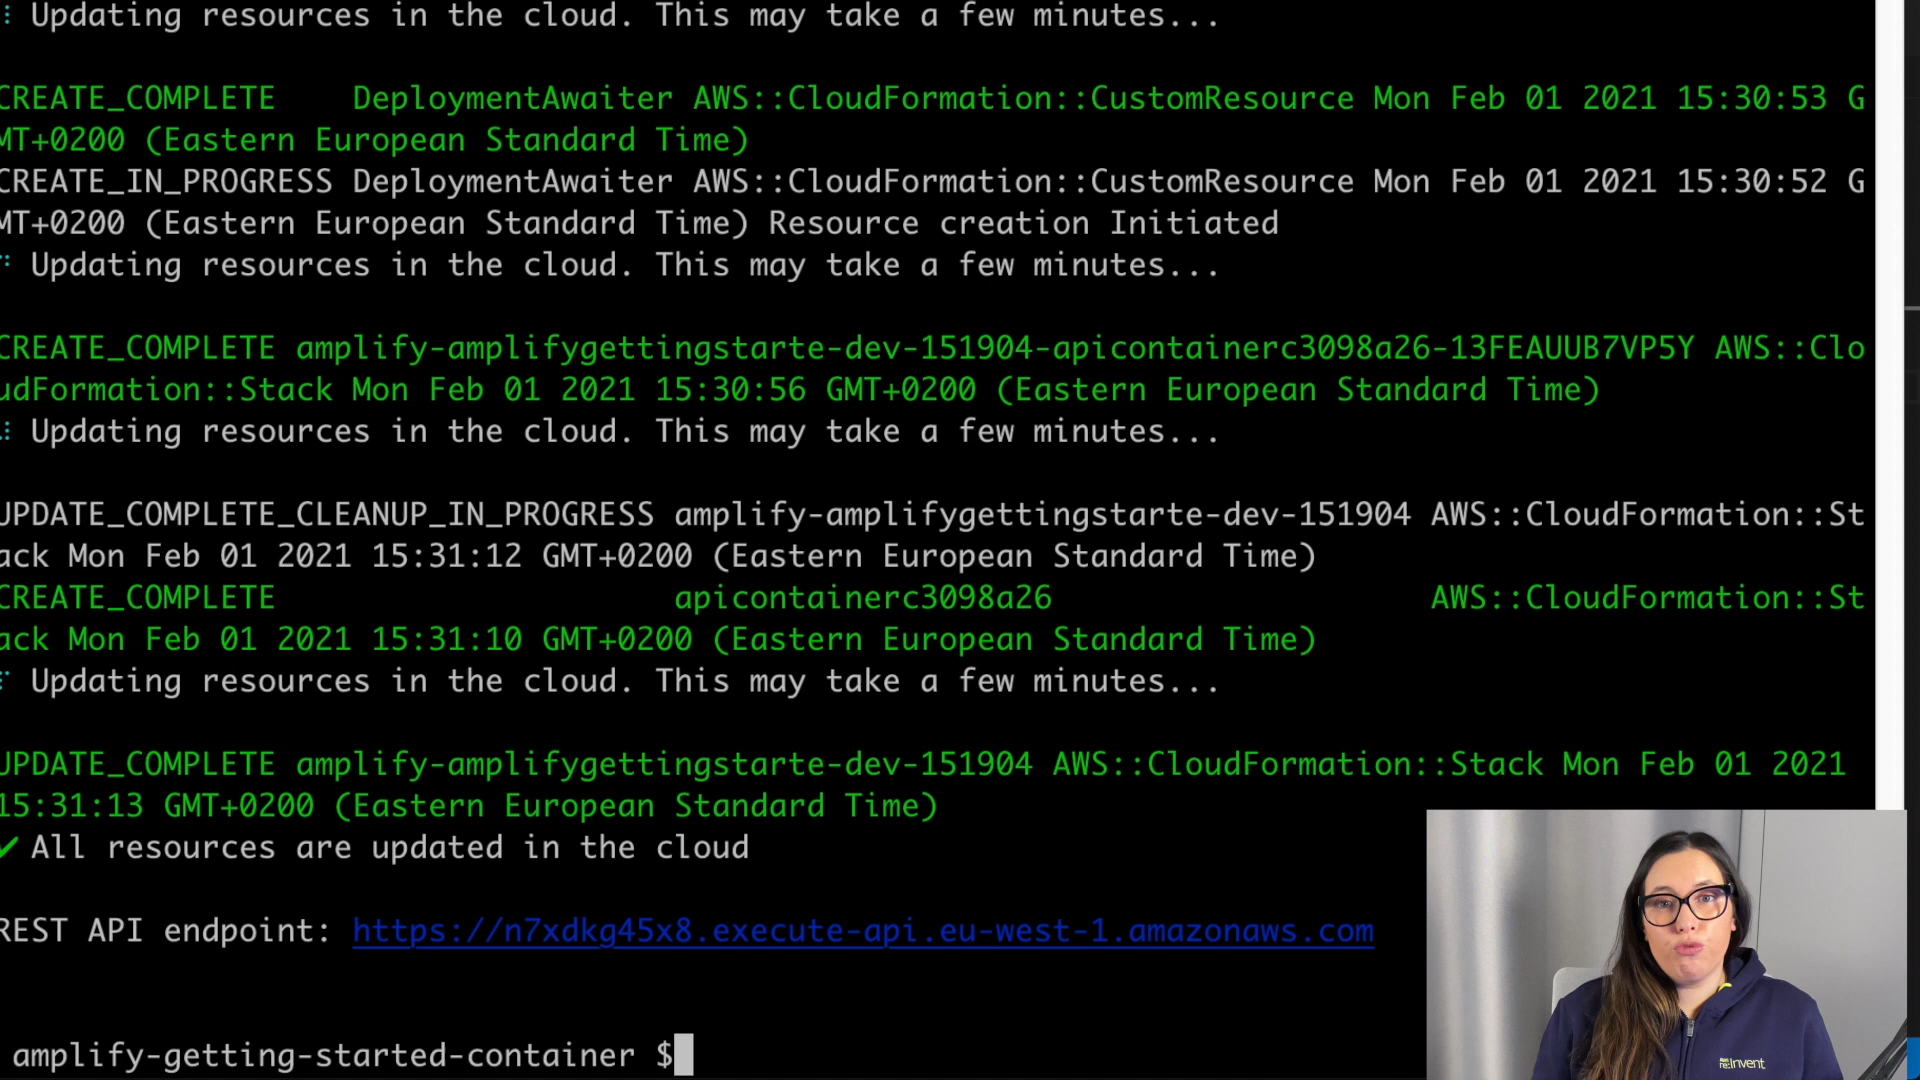 Updating resources in the cloud. This may take a few minutes...
CREATE_COMPLETE DeploymentAwaiter AWS::CloudFormation::CustomResource Mon Feb 01 2021 15:30:53 G
MT+0200 (Eastern European Standard Time)
CREATE_IN_PROGRESS DeploymentAwaiter AWS::CloudFormation::CustomResource Mon Feb 01 2021 15:30:52 G
MT+0200 (Eastern European Standard Time) Resource creation Initiated
Updating resources in the cloud. This may take a few minutes...
CREATE_COMPLETE amplify-amplifygettingstarte-dev-151904-apicontainerc3098a26-13FEAUUB7VP5Y AWS::Clo
udFormation::Stack Mon Feb 01 2021 15:30:56 GMT+0200 (Eastern European Standard Time)
Updating resources in the cloud. This may take a few minutes...
UPDATE_COMPLETE_CLEANUP_IN_PROGRESS amplify-amplifygettingstarte-dev-151904 AWS::CloudFormation::St
ack Mon Feb 01 2021 15:31:12 GMT+0200 (Eastern European Standard Time)
CREATE_COMPLETE apicontainerc3098a26 AWS::CloudFormation::St
ack Mon Feb 01 2021 15:31:10 GMT+0200 (Eastern European Standard Time)
Updating resources in the cloud. This may take a few minutes...
UPDATE_COMPLETE amplify-amplifygettingstarte-dev-151904 AWS::CloudFormation::Stack Mon Feb 01 2021
15:31:13 GMT+0200 (Eastern European Standard Time)
✔ All resources are updated in the cloud
REST API endpoint: https://n7xdkg45x8.execute-api.eu-west-1.amazonaws.com
amplify-getting-started-container $
re:Invent